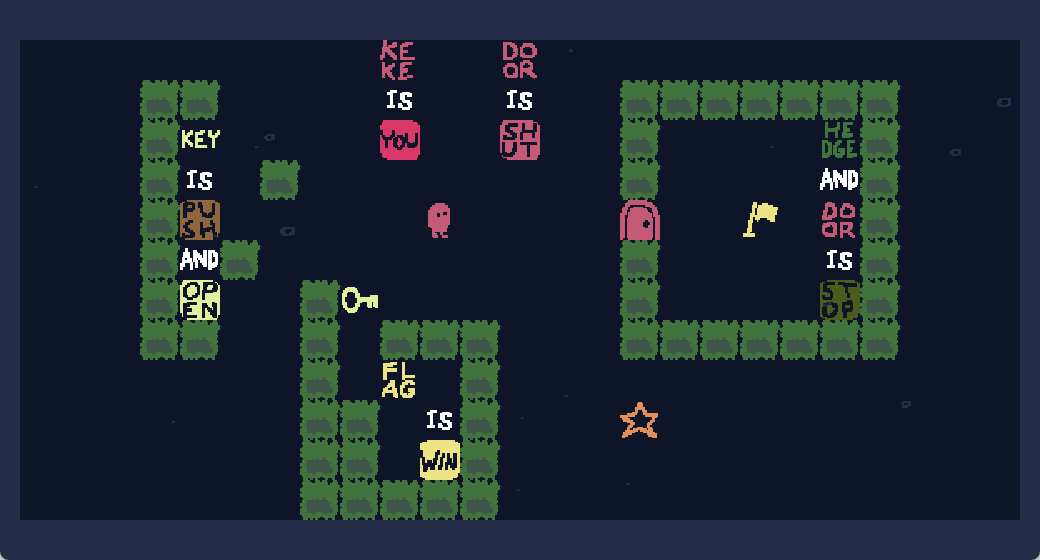 KEKE
IS
YOU
DOOR
IS
SHUT
KEY
IS
PUSH
AND
OPEN
HEDGE
AND
DOOR
IS
STOP
FLAG
IS
WIN